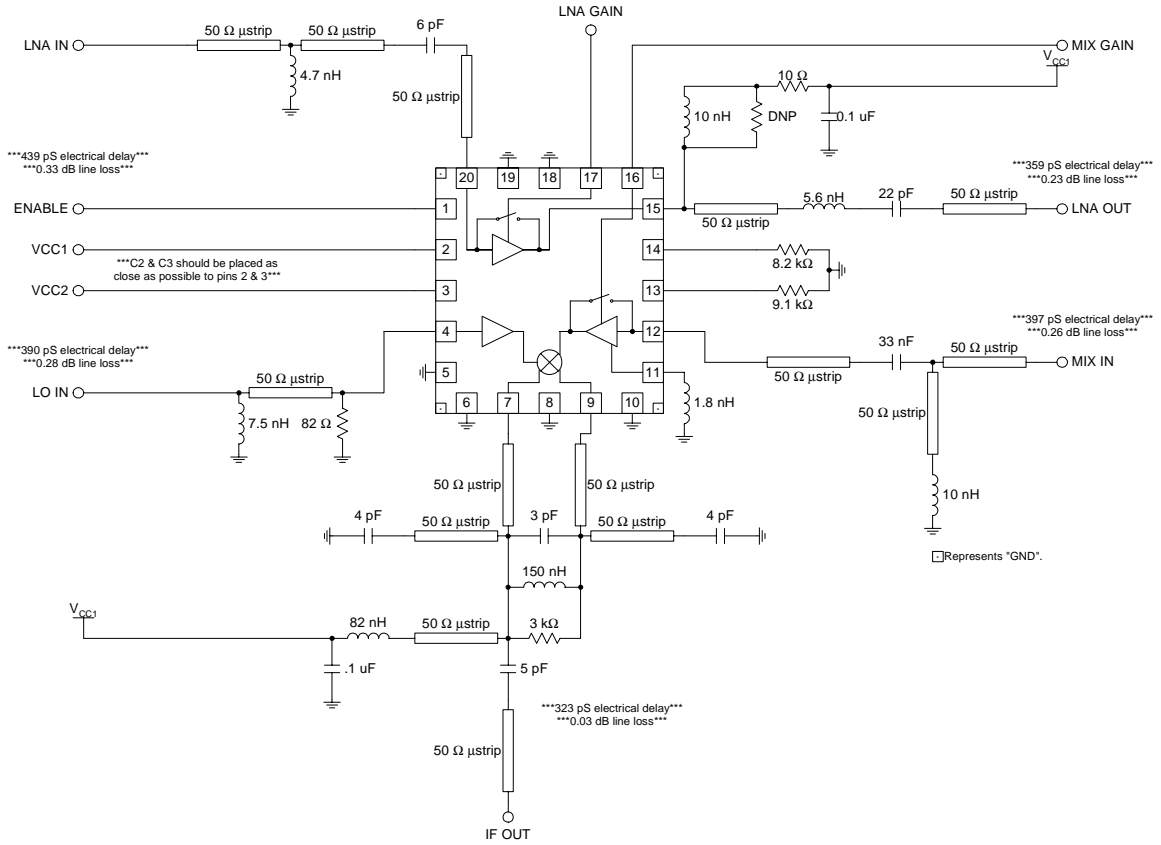 LNA GAIN
LNA IN
50 Ω µstrip
50 Ω µstrip
6 pF
4.7 nH
50 Ω µstrip
MIX GAIN
VCC1
10 Ω
10 nH
DNP
0.1 uF
***439 pS electrical delay***
***0.33 dB line loss***
***359 pS electrical delay***
***0.23 dB line loss***
20
19
18
17
16
ENABLE
1
15
50 Ω µstrip
5.6 nH
22 pF
50 Ω µstrip
LNA OUT
VCC1
2
14
8.2 kΩ
***C2 & C3 should be placed as
close as possible to pins 2 & 3***
VCC2
3
13
9.1 kΩ
***397 pS electrical delay***
***0.26 dB line loss***
4
12
***390 pS electrical delay***
***0.28 dB line loss***
33 nF
50 Ω µstrip
MIX IN
50 Ω µstrip
5
11
LO IN
50 Ω µstrip
7.5 nH
82 Ω
6
7
8
9
10
1.8 nH
50 Ω µstrip
50 Ω µstrip
50 Ω µstrip
10 nH
4 pF
50 Ω µstrip
3 pF
50 Ω µstrip
4 pF
Represents "GND".
150 nH
VCC1
82 nH
50 Ω µstrip
3 kΩ
.1 uF
5 pF
***323 pS electrical delay***
***0.03 dB line loss***
50 Ω µstrip
IF OUT